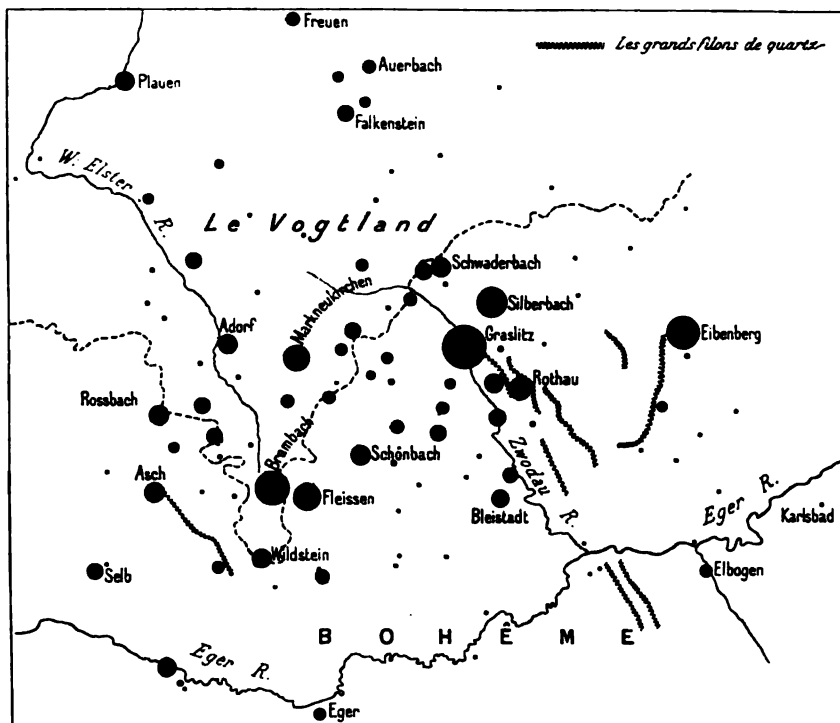 Freuen
Les grands filons de quartz
Auerbach
Plauen
Falkenstein
W. Elster R.
Le Vogtland
Schwaderbach
Markneukirchen
Silberbach
Adorf
Graslitz
Eibenberg
Rothau
Rossbach
Brambach
Schönbach
Zwodau R.
Asch
Fleissen
Bleistadt
Eger R.
Karlsbad
Wildstein
Selb
Elbogen
BOHÊME
Eger R.
Eger